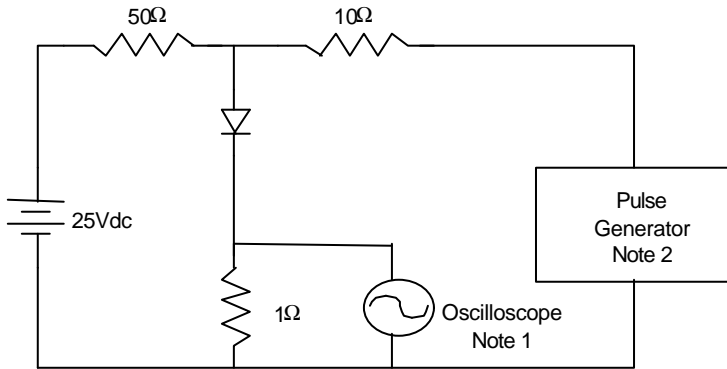 50Ω
10Ω
25Vdc
Pulse
Generator
Note 2
1Ω
Oscilloscope
Note 1